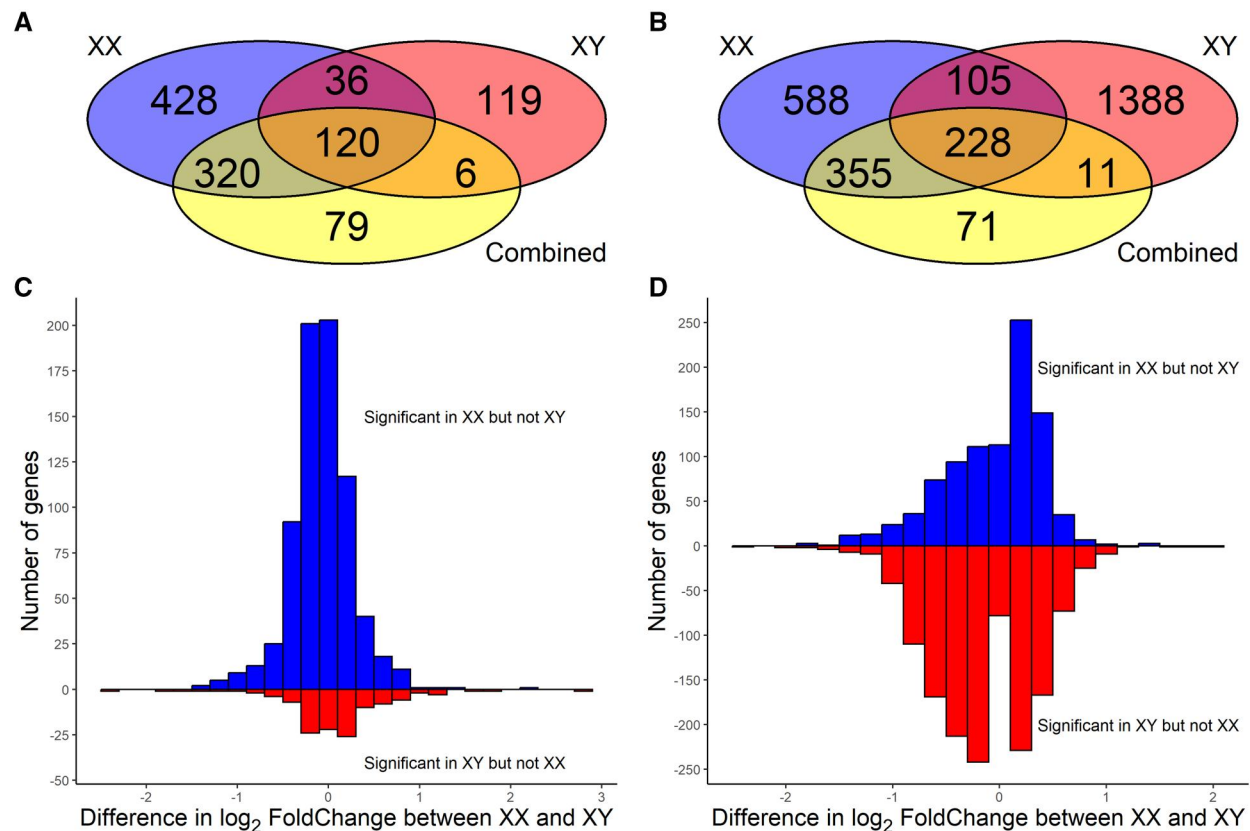 A
XX
XY
428
36
119
120
320
6
79
Combined
B
XX
XY
588
105
1388
228
355
11
71
Combined
C
Number of genes
200
175
150
125
100
75
50
25
0
-25
-50
Significant in XX but not XY
Significant in XY but not XX
-2
-1
0
1
2
3
Difference in log2 FoldChange between XX and XY
D
Number of genes
250
200
150
100
50
0
-50
-100
-150
-200
-250
Significant in XX but not XY
Significant in XY but not XX
-2
-1
0
1
2
Difference in log2 FoldChange between XX and XY